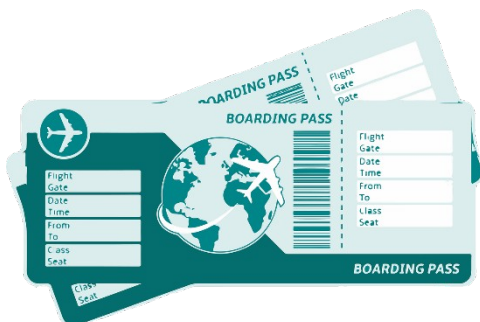 BOARDING PASS
Flight
Gate
Date
BOARDING PASS
Flight
Gate
Date
Time
From
To
Class
Seat
Flight
Gate
Date
Time
From
To
Class
Seat
BOARDING PASS
Class
Seat